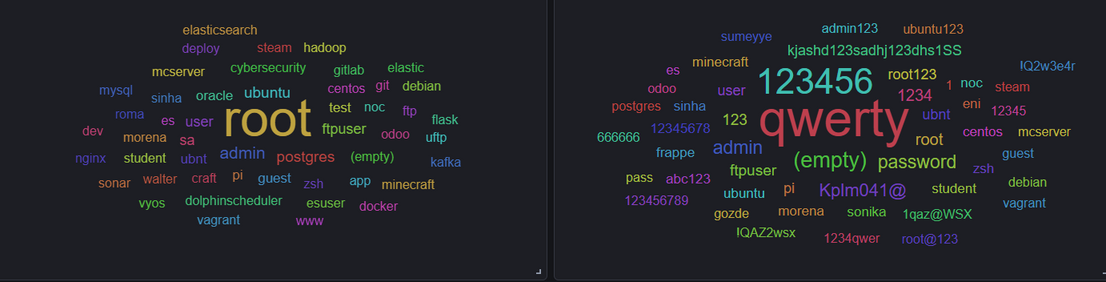 elasticsearch
deploy steam hadoop
mcserver cybersecurity gitlab elastic
mysql sinha oracle ubuntu centos git debian
roma es user root test noc ftp
dev morena sa ftpuser odoo uftp flask
nginx student ubnt admin postgres (empty) kafka
sonar walter craft pi guest zsh app minecraft
vyos dolphinscheduler esuser docker
vagrant www
admin123 ubuntu123
sumeyye kjashd123sadhj123dhs1SS
minecraft !Q2w3e4r
es 123456 root123 noc steam
odoo user 1234 1
postgres sinha 123 qwerty ubnt eni 12345
666666 12345678 root centos mcserver
frappe admin (empty) password guest
pass abc123 ftpuser zsh
123456789 ubuntu pi Kplm041@ student debian
gozde morena sonika 1qaz@WSX vagrant
!QAZ2wsx 1234qwer root@123